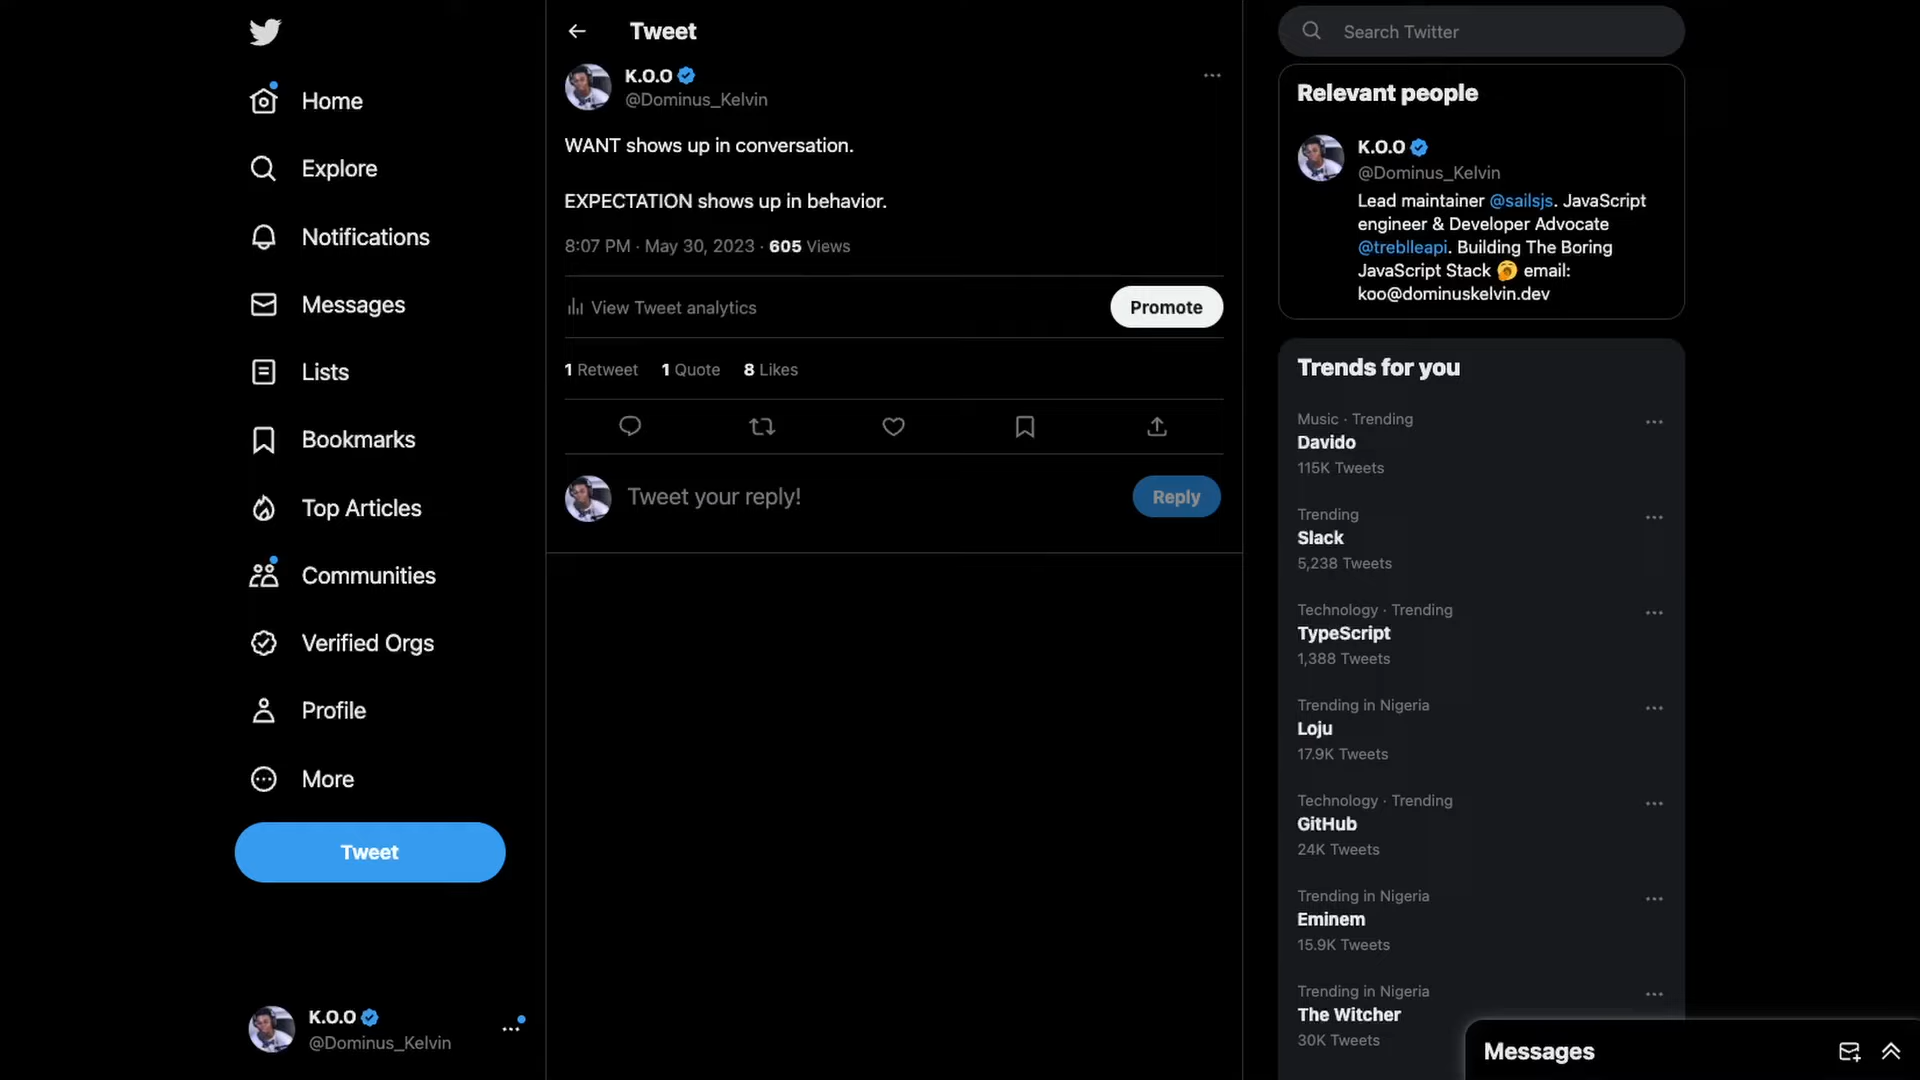 Home
Explore
Notifications
Messages
Lists
Bookmarks
Top Articles
Communities
Verified Orgs
Profile
More
Tweet
K.O.O
@Dominus_Kelvin
Tweet
K.O.O
@Dominus_Kelvin
WANT shows up in conversation.
EXPECTATION shows up in behavior.
8:07 PM · May 30, 2023 · 605 Views
View Tweet analytics
Promote
1 Retweet 1 Quote 8 Likes
Tweet your reply!
Reply
Search Twitter
Relevant people
K.O.O
@Dominus_Kelvin
Lead maintainer @sailsjs. JavaScript
engineer & Developer Advocate
@treblleapi. Building The Boring
JavaScript Stack 🥱 email:
koo@dominuskelvin.dev
Trends for you
Music · Trending
Davido
115K Tweets
Trending
Slack
5,238 Tweets
Technology · Trending
TypeScript
1,388 Tweets
Trending in Nigeria
Loju
17.9K Tweets
Technology · Trending
GitHub
24K Tweets
Trending in Nigeria
Eminem
15.9K Tweets
Trending in Nigeria
The Witcher
30K Tweets
Messages